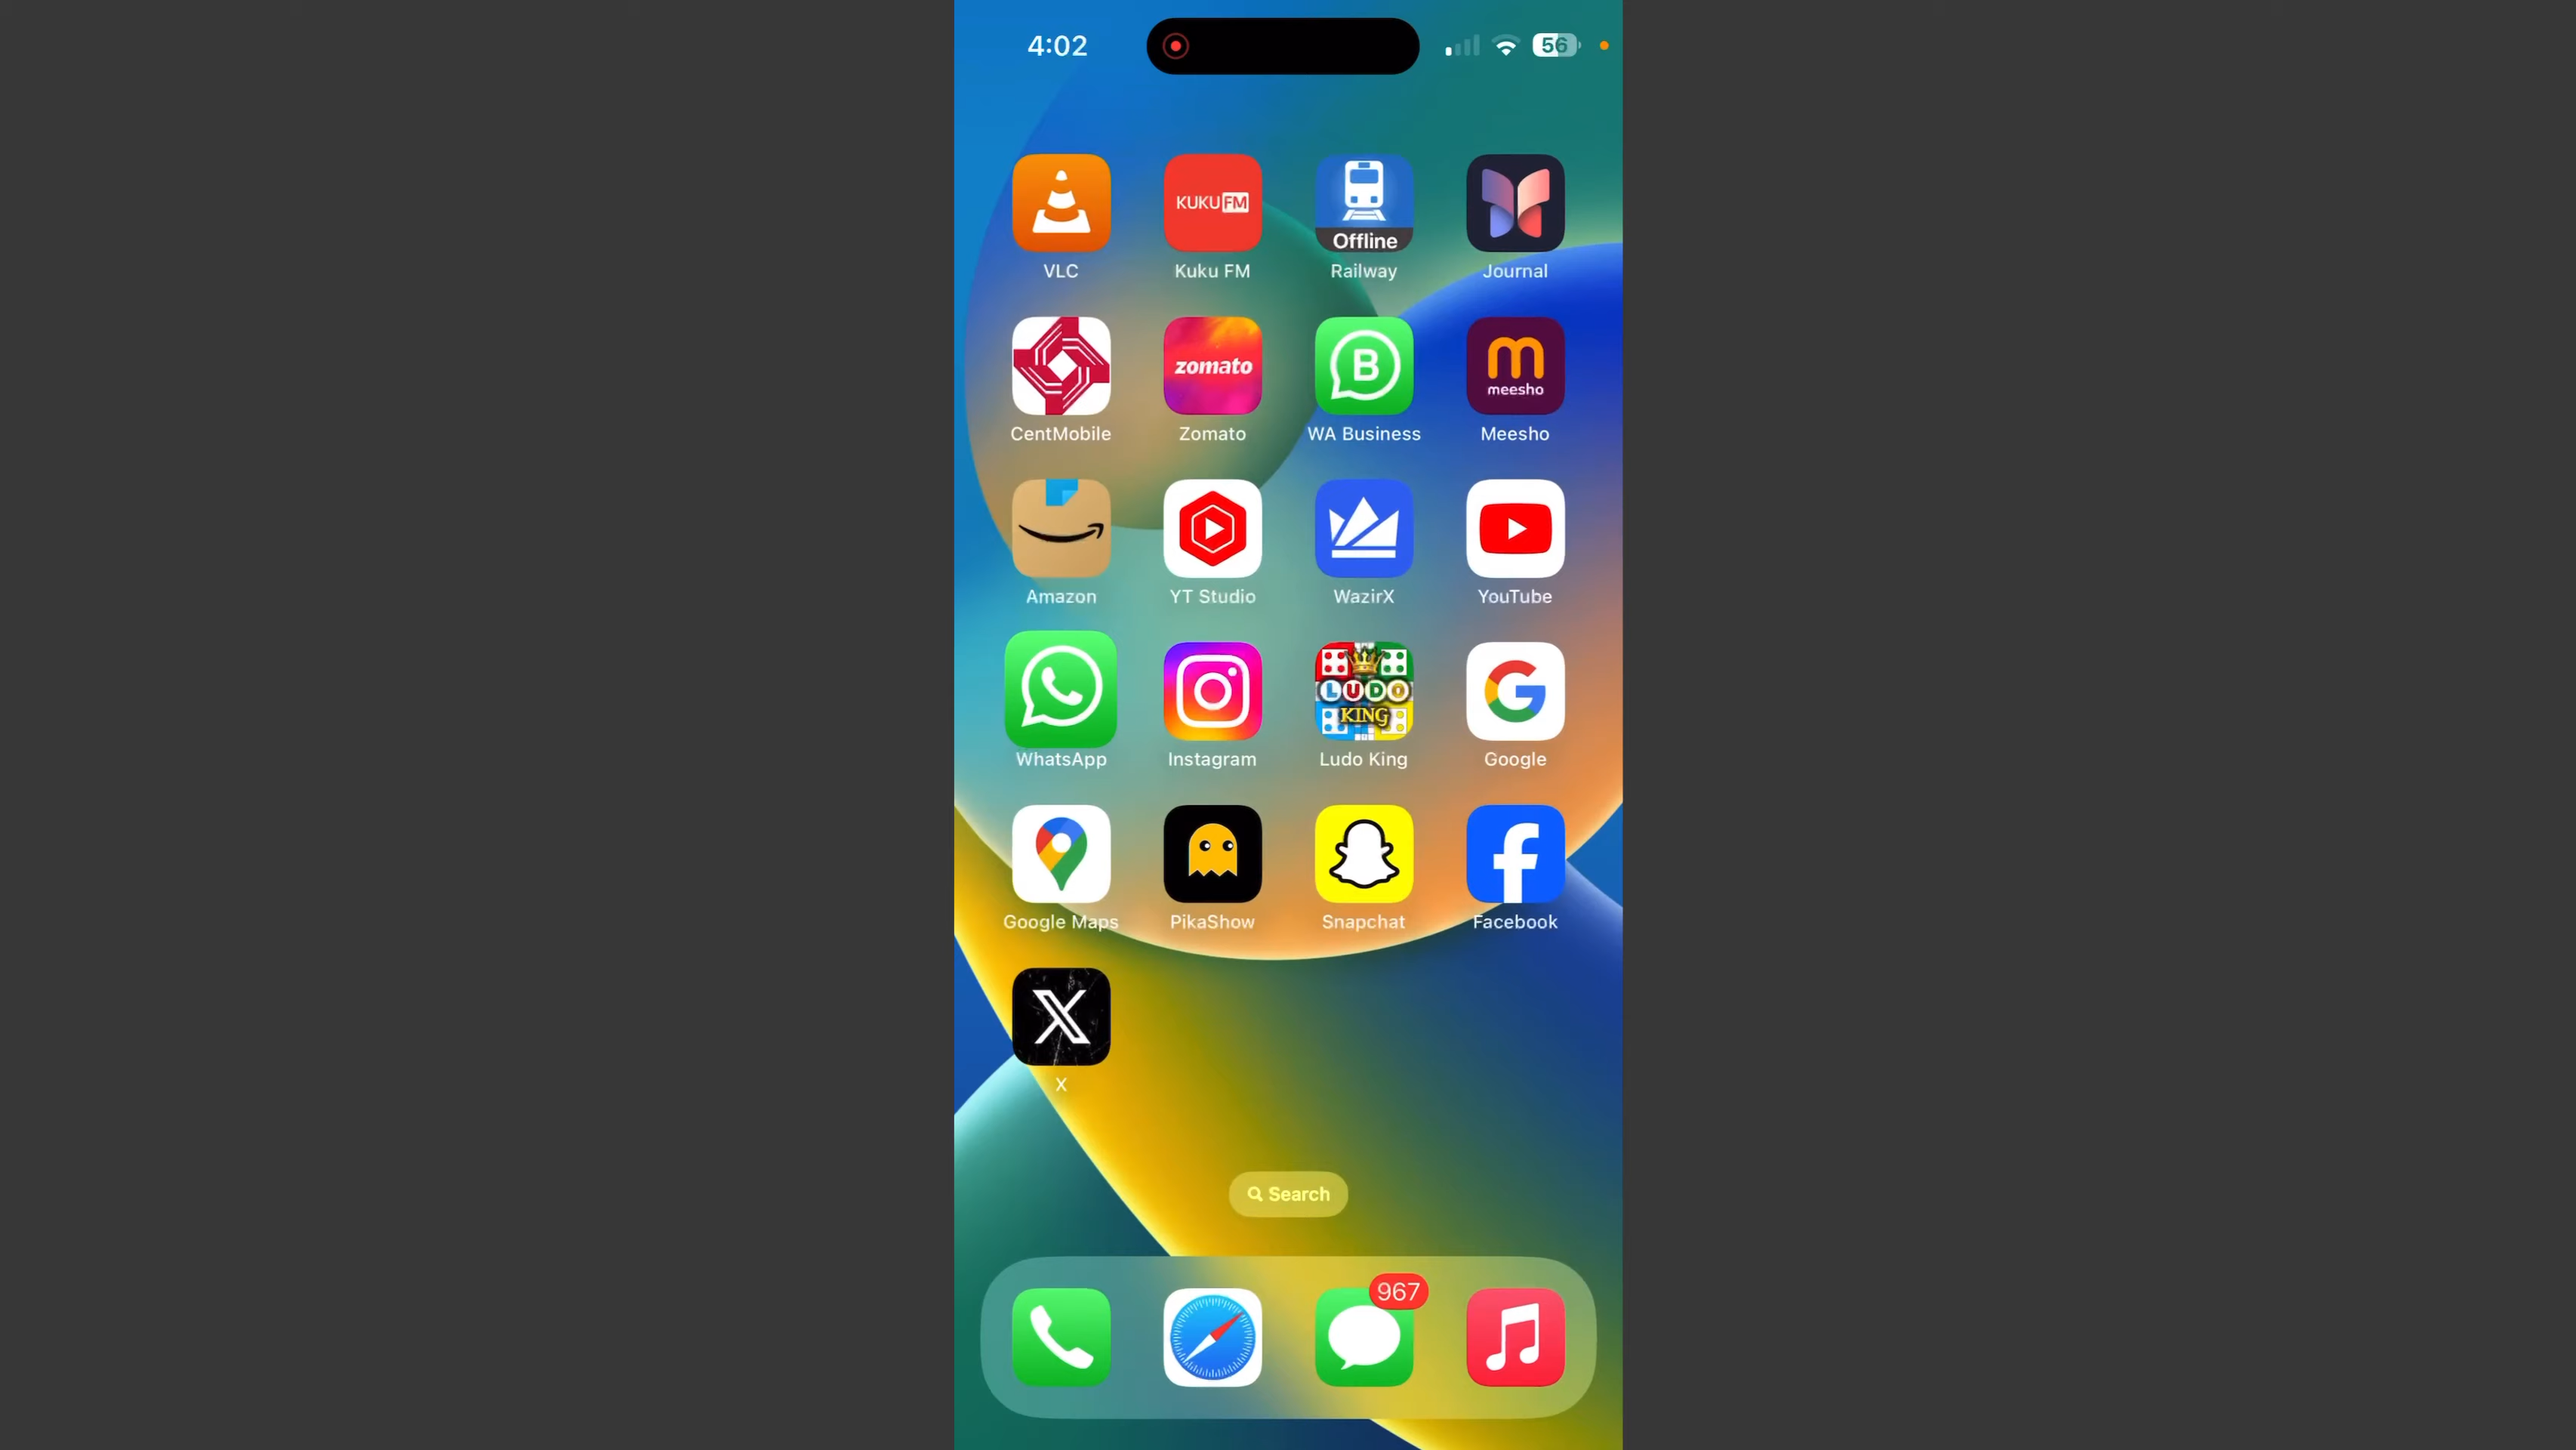 4:02
56
KUKU FM
Offline
VLC
Kuku FM
Railway
Journal
zomato
B
meesho
CentMobile
Zomato
WA Business
Meesho
Amazon
YT Studio
WazirX
YouTube
LUDO
KING
WhatsApp
Instagram
Ludo King
Google
Google Maps
PikaShow
Snapchat
Facebook
X
Search
967